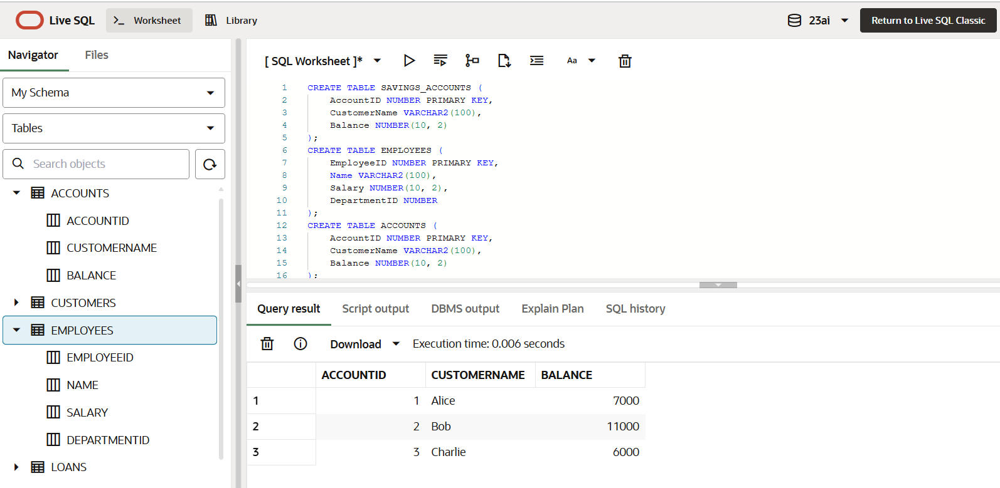 Live SQL
Worksheet
Library
23ai
Return to Live SQL Classic
Navigator
Files
My Schema
Tables
Search objects
ACCOUNTS
ACCOUNTID
CUSTOMERNAME
BALANCE
CUSTOMERS
EMPLOYEES
EMPLOYEEID
NAME
SALARY
DEPARTMENTID
LOANS
[ SQL Worksheet ]*
Aa
1 CREATE TABLE SAVINGS_ACCOUNTS (
2 AccountID NUMBER PRIMARY KEY,
3 CustomerName VARCHAR2(100),
4 Balance NUMBER(10, 2)
5 );
6 CREATE TABLE EMPLOYEES (
7 EmployeeID NUMBER PRIMARY KEY,
8 Name VARCHAR2(100),
9 Salary NUMBER(10, 2),
10 DepartmentID NUMBER
11 );
12 CREATE TABLE ACCOUNTS (
13 AccountID NUMBER PRIMARY KEY,
14 CustomerName VARCHAR2(100),
15 Balance NUMBER(10, 2)
16 );
Query result Script output DBMS output Explain Plan SQL history
Download Execution time: 0.006 seconds
ACCOUNTID CUSTOMERNAME BALANCE
1 1 Alice 7000
2 2 Bob 11000
3 3 Charlie 6000